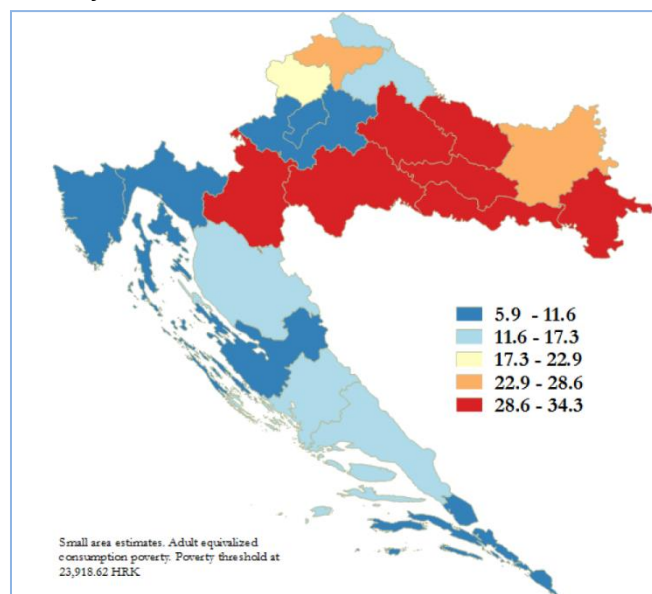 5.9 - 11.6
11.6 - 17.3
17.3 - 22.9
22.9 - 28.6
28.6 - 34.3
Small area estimates. Adult equivalized
consumption poverty. Poverty threshold at
23,918.62 HRK